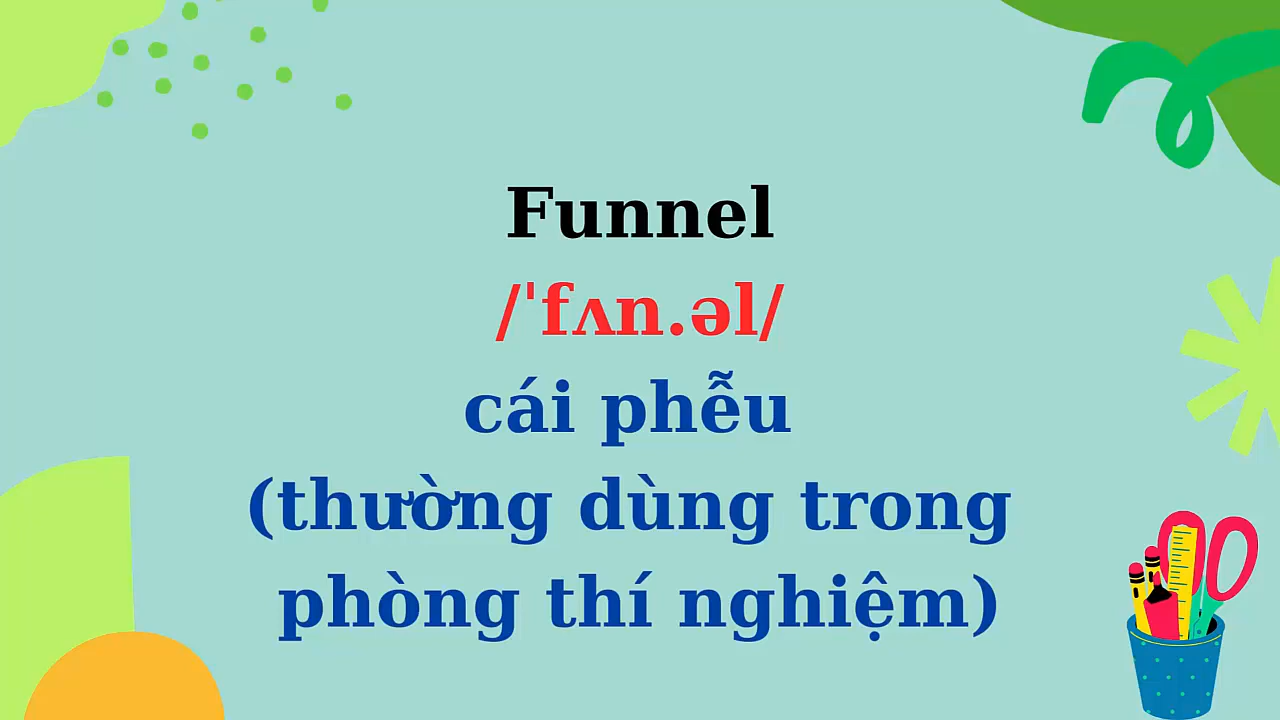 Funnel
/ˈfʌn.əl/
cái phễu
(thường dùng trong
phòng thí nghiệm)